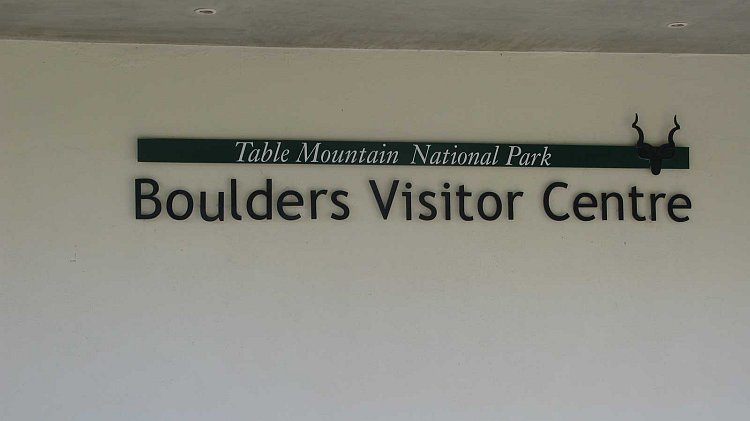 Table Mountain National Park
Boulders Visitor Centre